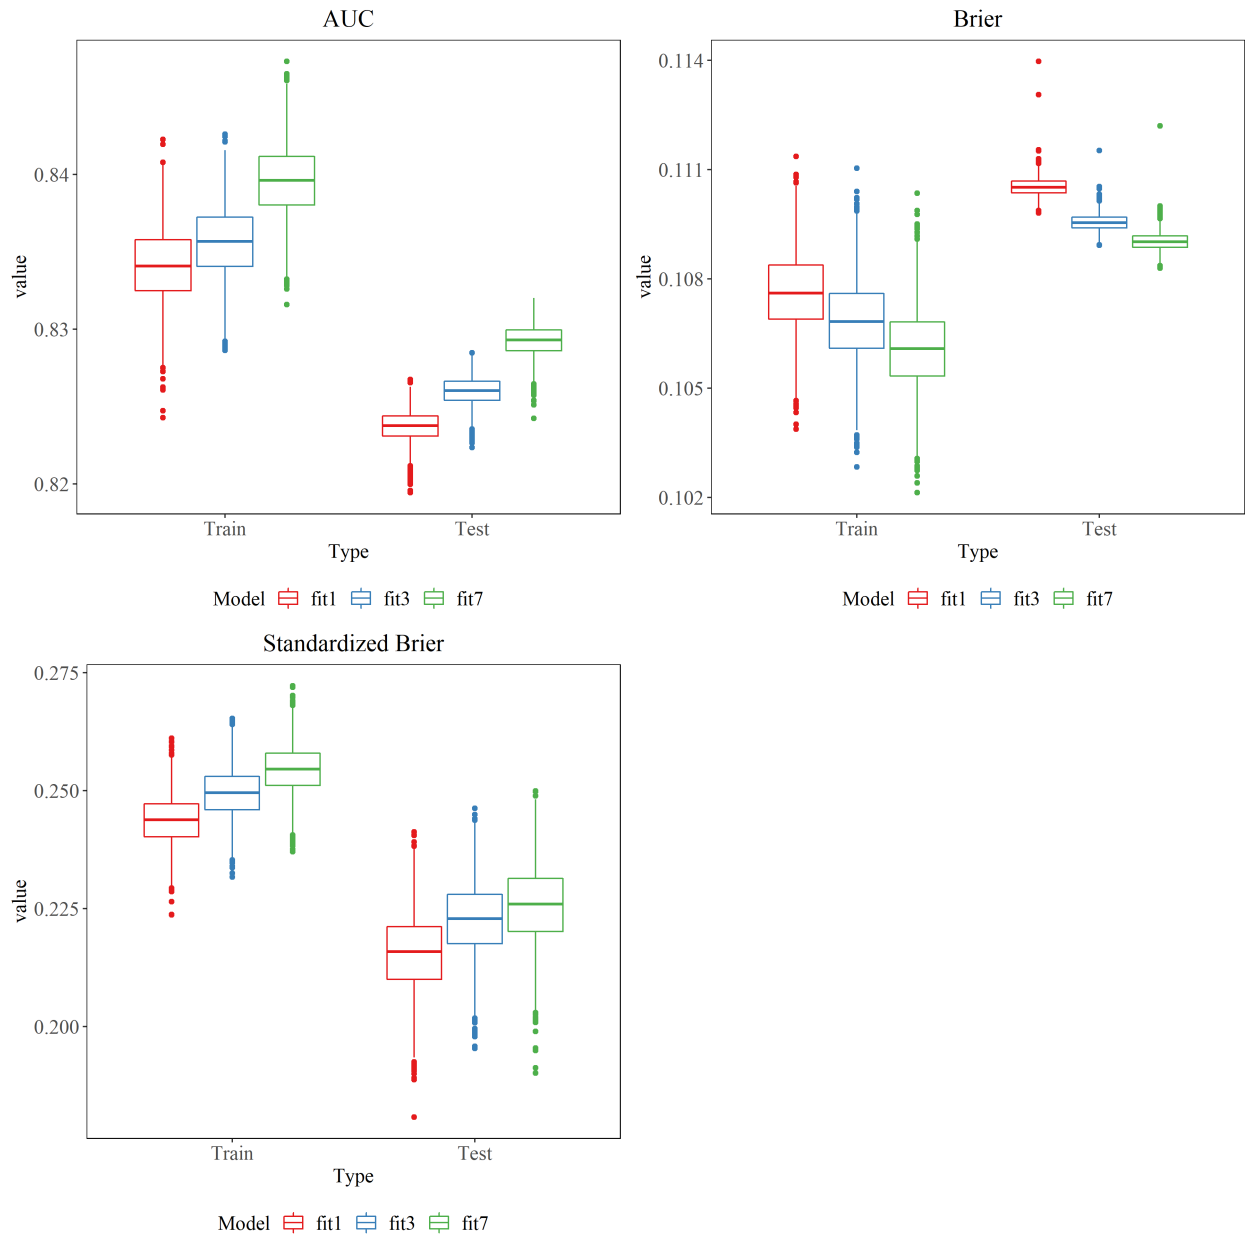 AUC
value
0.84
0.83
0.82
Train
Test
Type
Model fit1 fit3 fit7
Brier
value
0.114
0.111
0.108
0.105
0.102
Train
Test
Type
Model fit1 fit3 fit7
Standardized Brier
value
0.275
0.250
0.225
0.200
Train
Test
Type
Model fit1 fit3 fit7